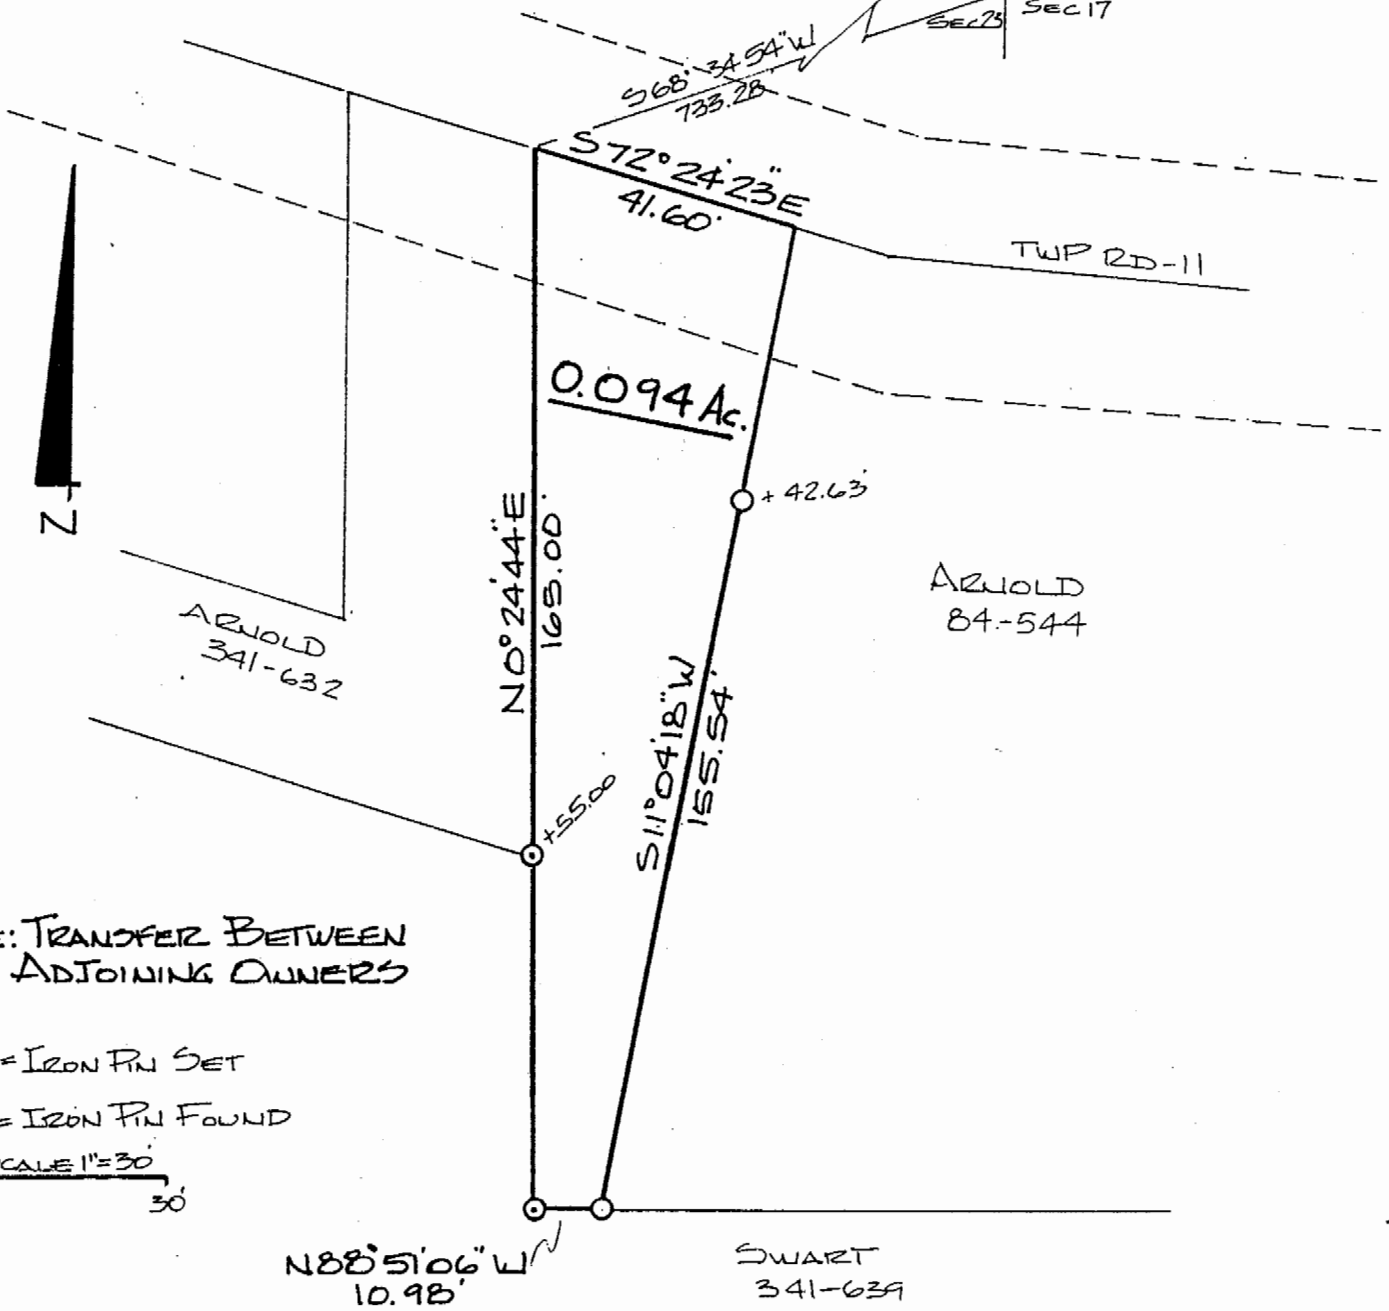 SEC 23
SEC 17
S68° 34' 54" W
733.28'
S72° 24' 23" E
41.60'
TWP RD-11
0.094 Ac.
+ 42.63'
Z
N0° 24' 44" E
165.00'
ARNOLD
84-544
ARNOLD
341-632
S11° 04' 18" W
155.54'
+55.00
E: TRANSFER BETWEEN
ADJOINING OWNERS
= IRON PIN SET
= IRON PIN FOUND
SCALE 1"=30'
30'
N88° 51' 06" W
10.98'
SWART
341-639